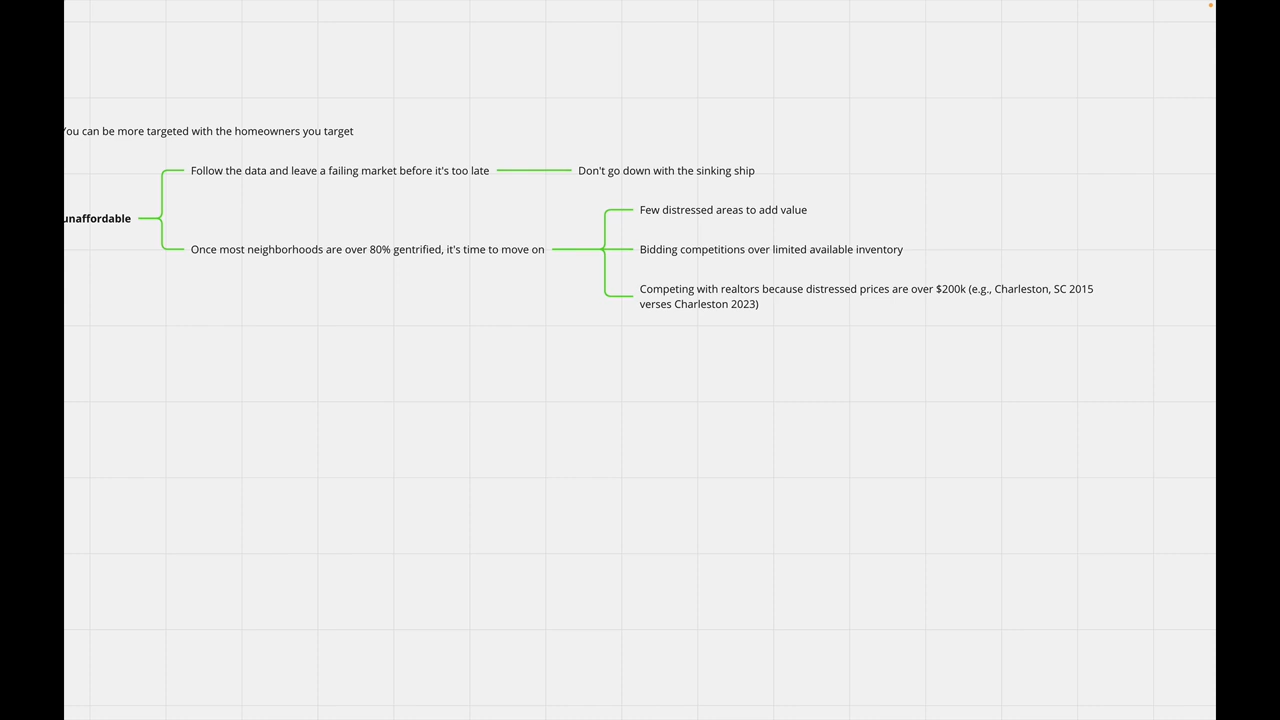 You can be more targeted with the homeowners you target
Follow the data and leave a failing market before it's too late
Don't go down with the sinking ship
unaffordable
Few distressed areas to add value
Once most neighborhoods are over 80% gentrified, it's time to move on
Bidding competitions over limited available inventory
Competing with realtors because distressed prices are over $200k (e.g., Charleston, SC 2015
verses Charleston 2023)